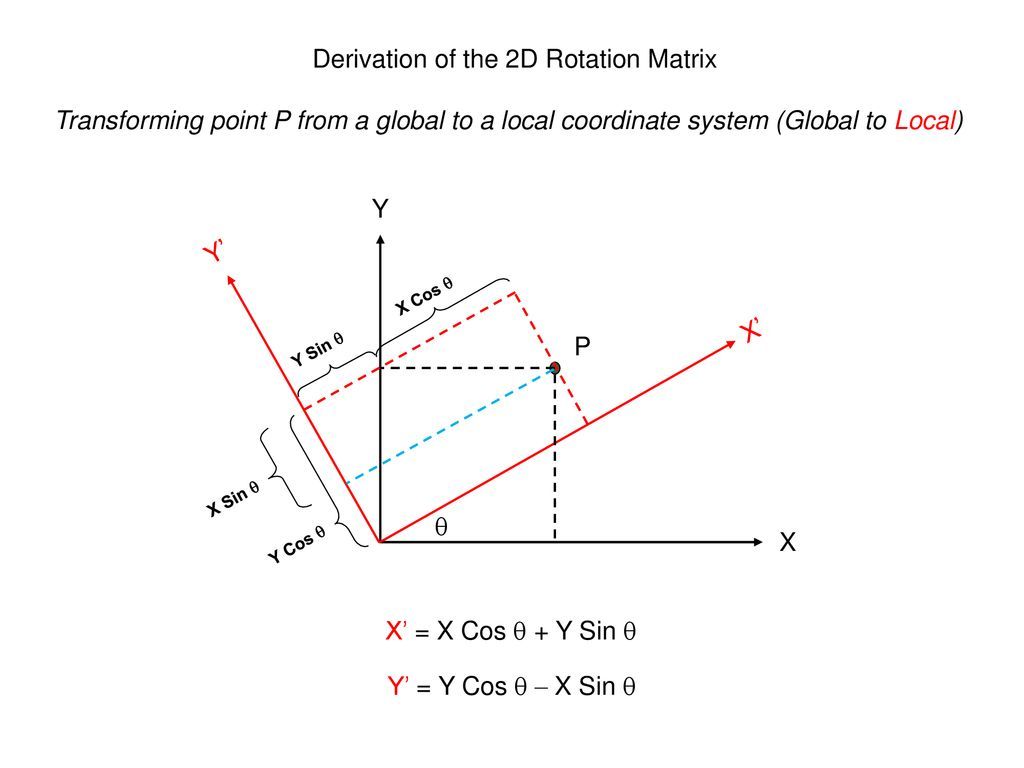 Derivation of the 2D Rotation Matrix
Transforming point P from a global to a local coordinate system (Global to Local)
Y
Y’
X Cos θ
X’
Y Sin θ
P
X Sin θ
θ
Y Cos θ
X
X’ = X Cos θ + Y Sin θ
Y’ = Y Cos θ – X Sin θ